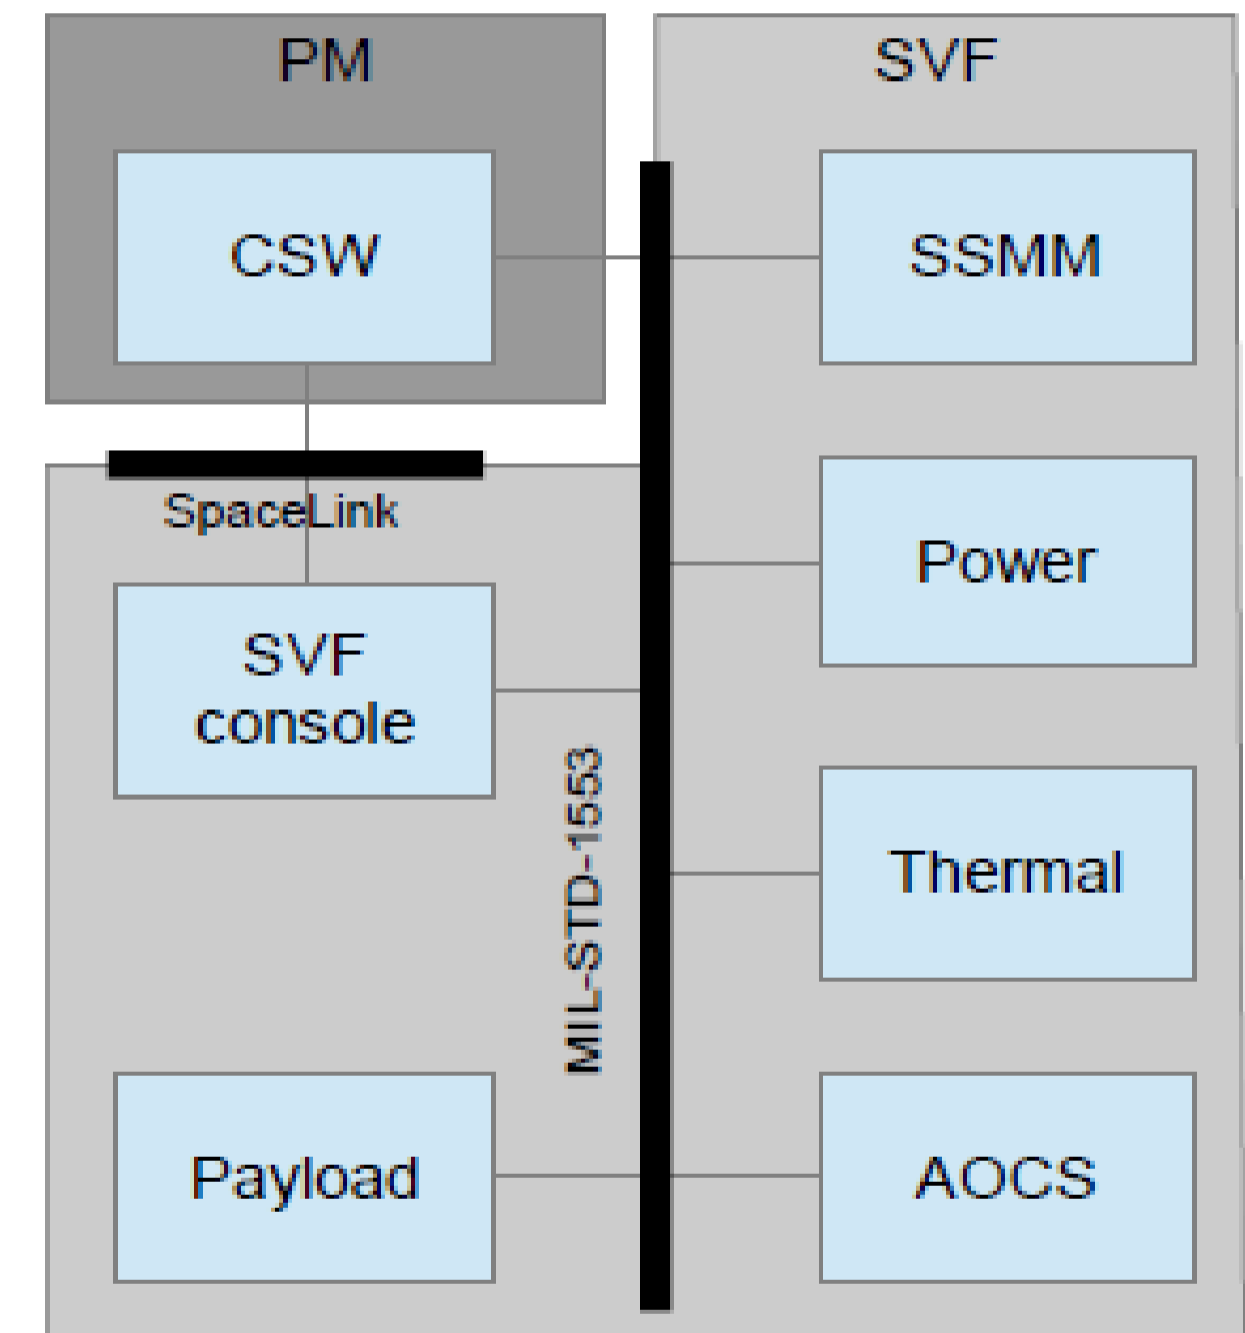 PM
SVF
CSW
SSMM
SpaceLink
Power
SVF
console
MIL-STD-1553
Thermal
Payload
AOCS